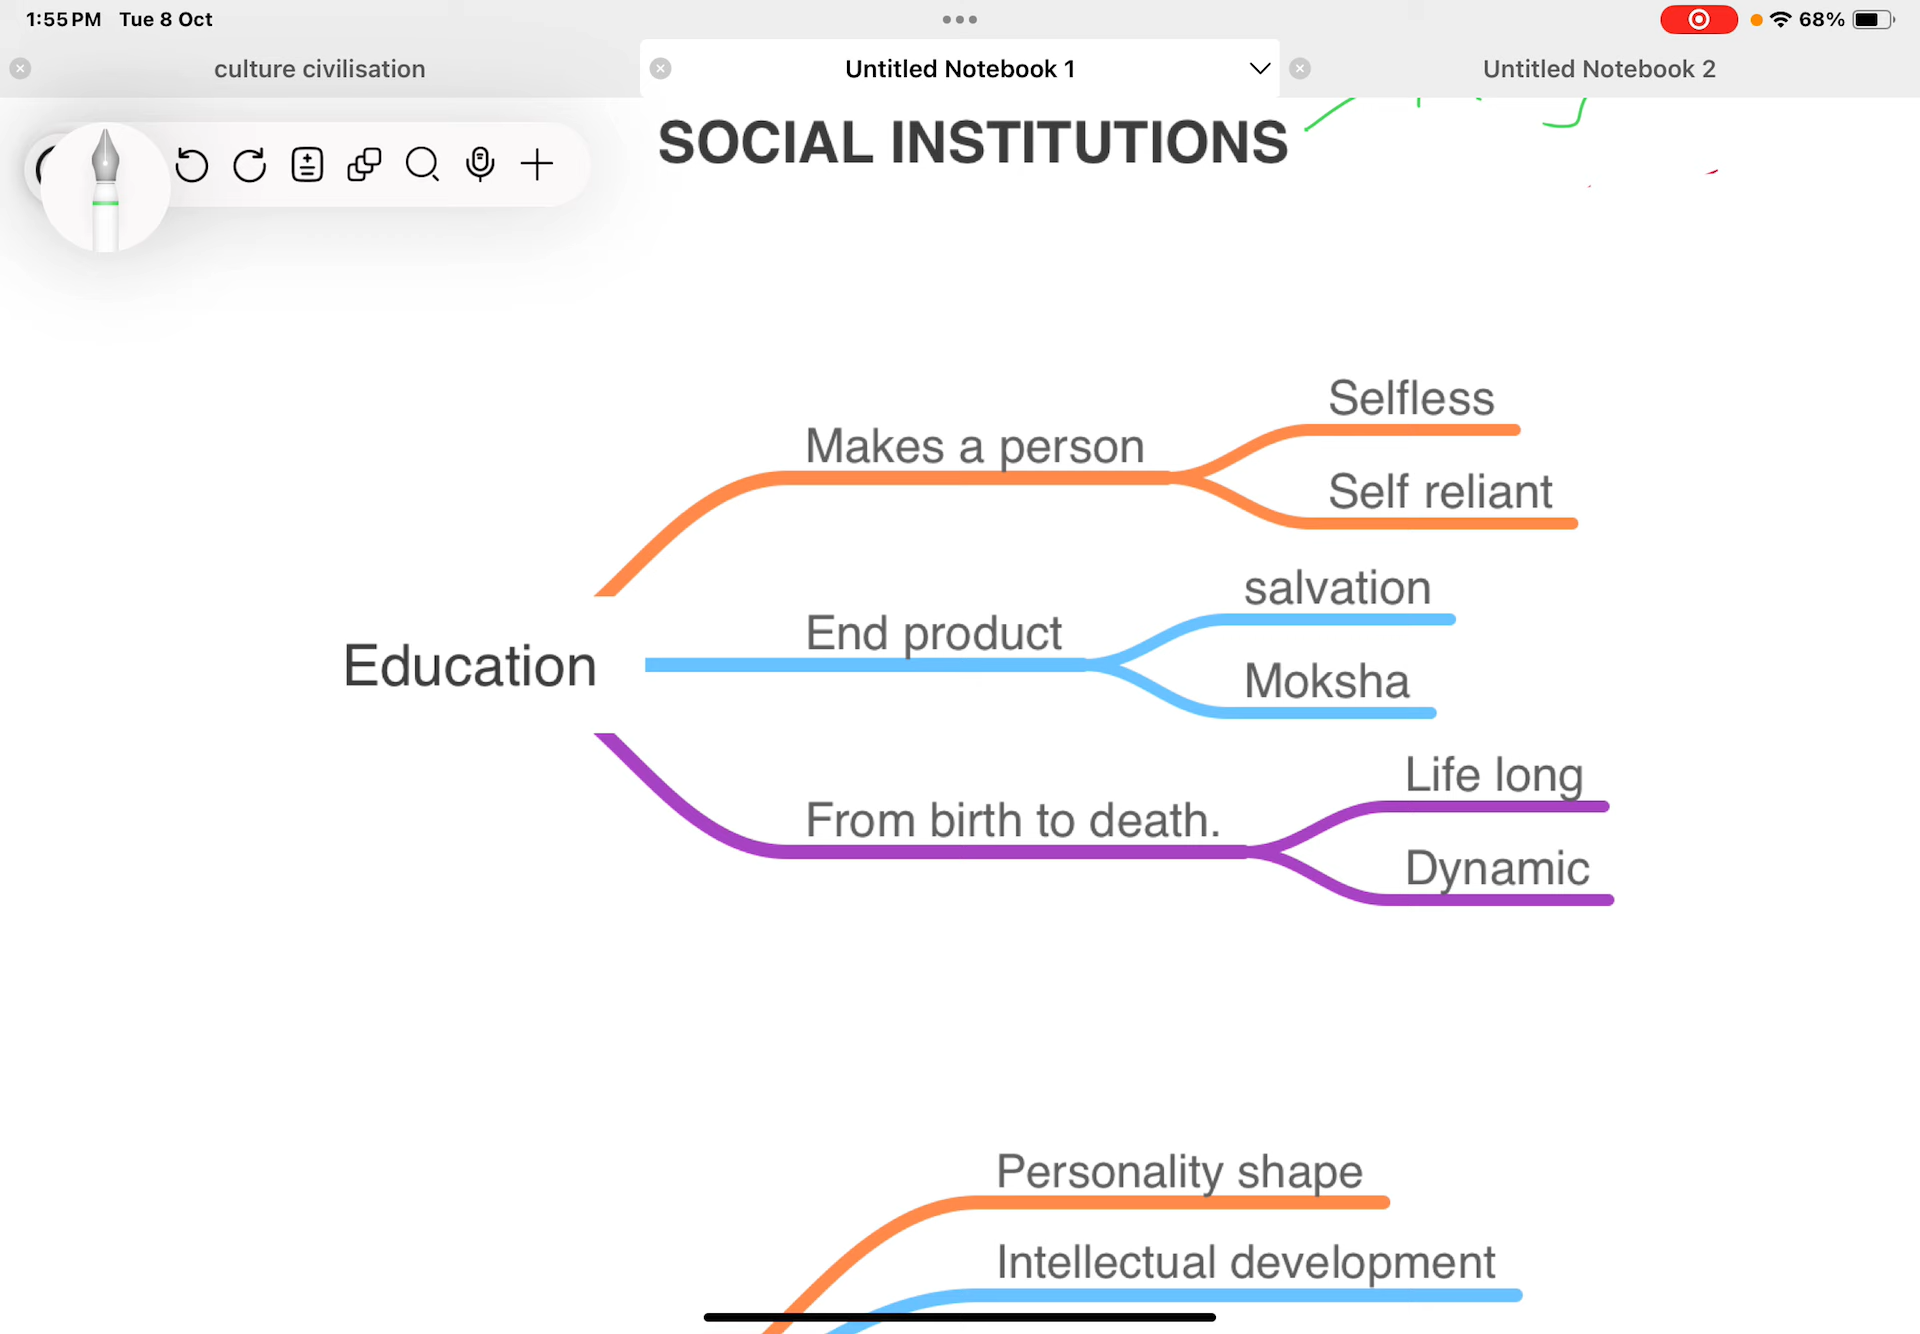 1:55 PM Tue 8 Oct
68%
culture civilisation
Untitled Notebook 1
Untitled Notebook 2
SOCIAL INSTITUTIONS
Education
Makes a person
Selfless
Self reliant
End product
salvation
Moksha
From birth to death.
Life long
Dynamic
Personality shape
Intellectual development